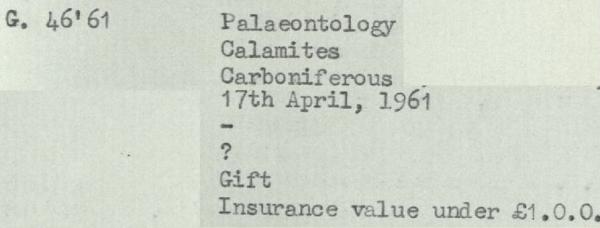 G. 46'61 Palaeontology
Calamites
Carboniferous
17th April, 1961
-
?
Gift
Insurance value under £1.0.0.